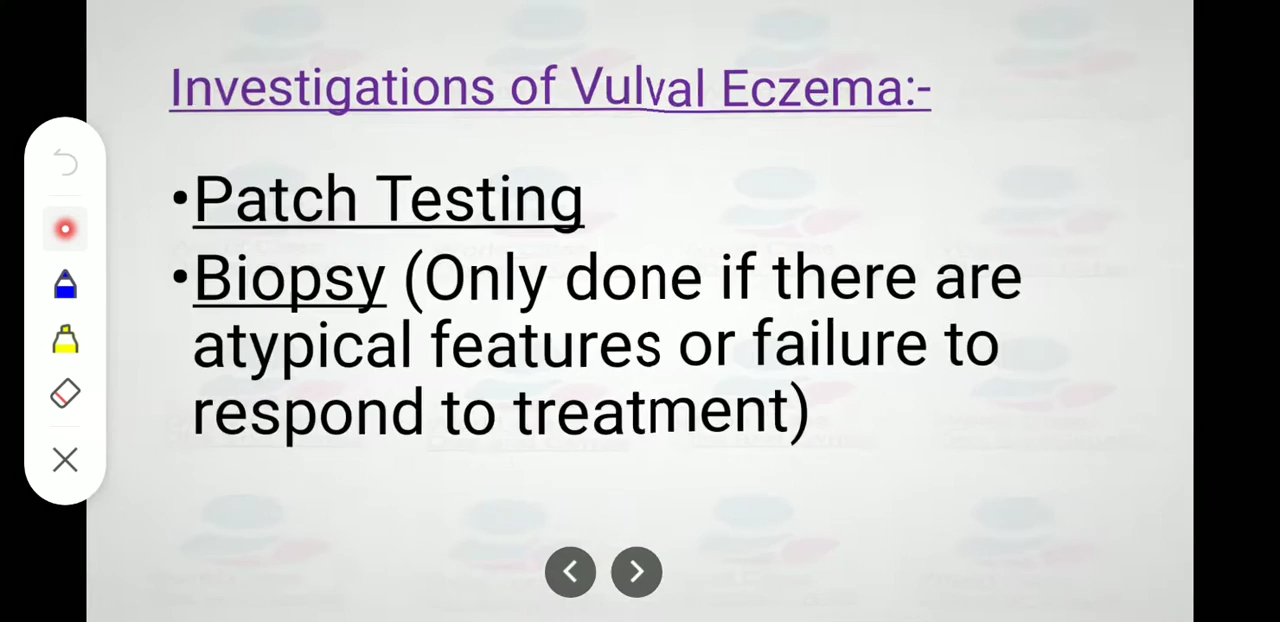 Investigations of Vulval Eczema:-
•Patch Testing
•Biopsy (Only done if there are
atypical features or failure to
respond to treatment)